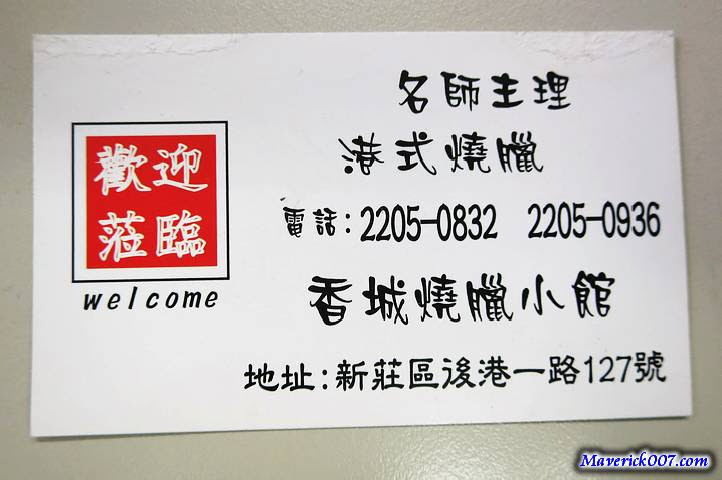 名師主理
港式燒臘
歡迎
蒞臨
welcome
電話:2205-0832 2205-0936
香城燒臘小館
地址:新莊區後港一路127號
Maverick007.com